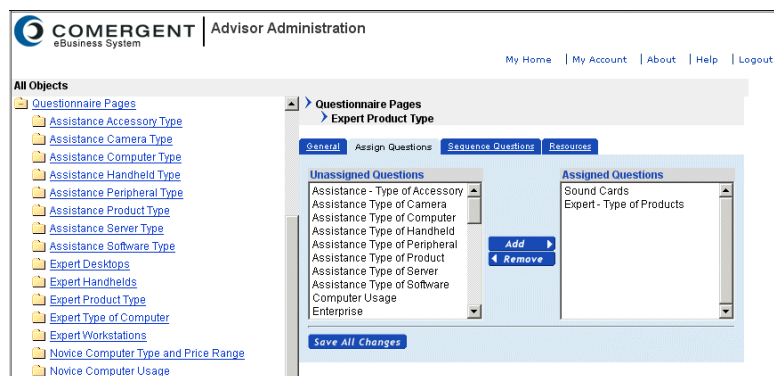 COMERGENT
eBusiness System
Advisor Administration
My Home | My Account | About | Help | Logout
All Objects
Questionnaire Pages
Assistance Accessory Type
Assistance Camera Type
Assistance Computer Type
Assistance Handheld Type
Assistance Peripheral Type
Assistance Product Type
Assistance Server Type
Assistance Software Type
Expert Desktops
Expert Handhelds
Expert Product Type
Expert Type of Computer
Expert Workstations
Novice Computer Type and Price Range
Novice Computer Usage
Questionnaire Pages
Expert Product Type
General Assign Questions Sequence Questions Resources
Unassigned Questions
Assistance - Type of Accessory
Assistance Type of Camera
Assistance Type of Computer
Assistance Type of Handheld
Assistance Type of Peripheral
Assistance Type of Product
Assistance Type of Server
Assistance Type of Software
Computer Usage
Enterprise
Add
Remove
Assigned Questions
Sound Cards
Expert - Type of Products
Save All Changes